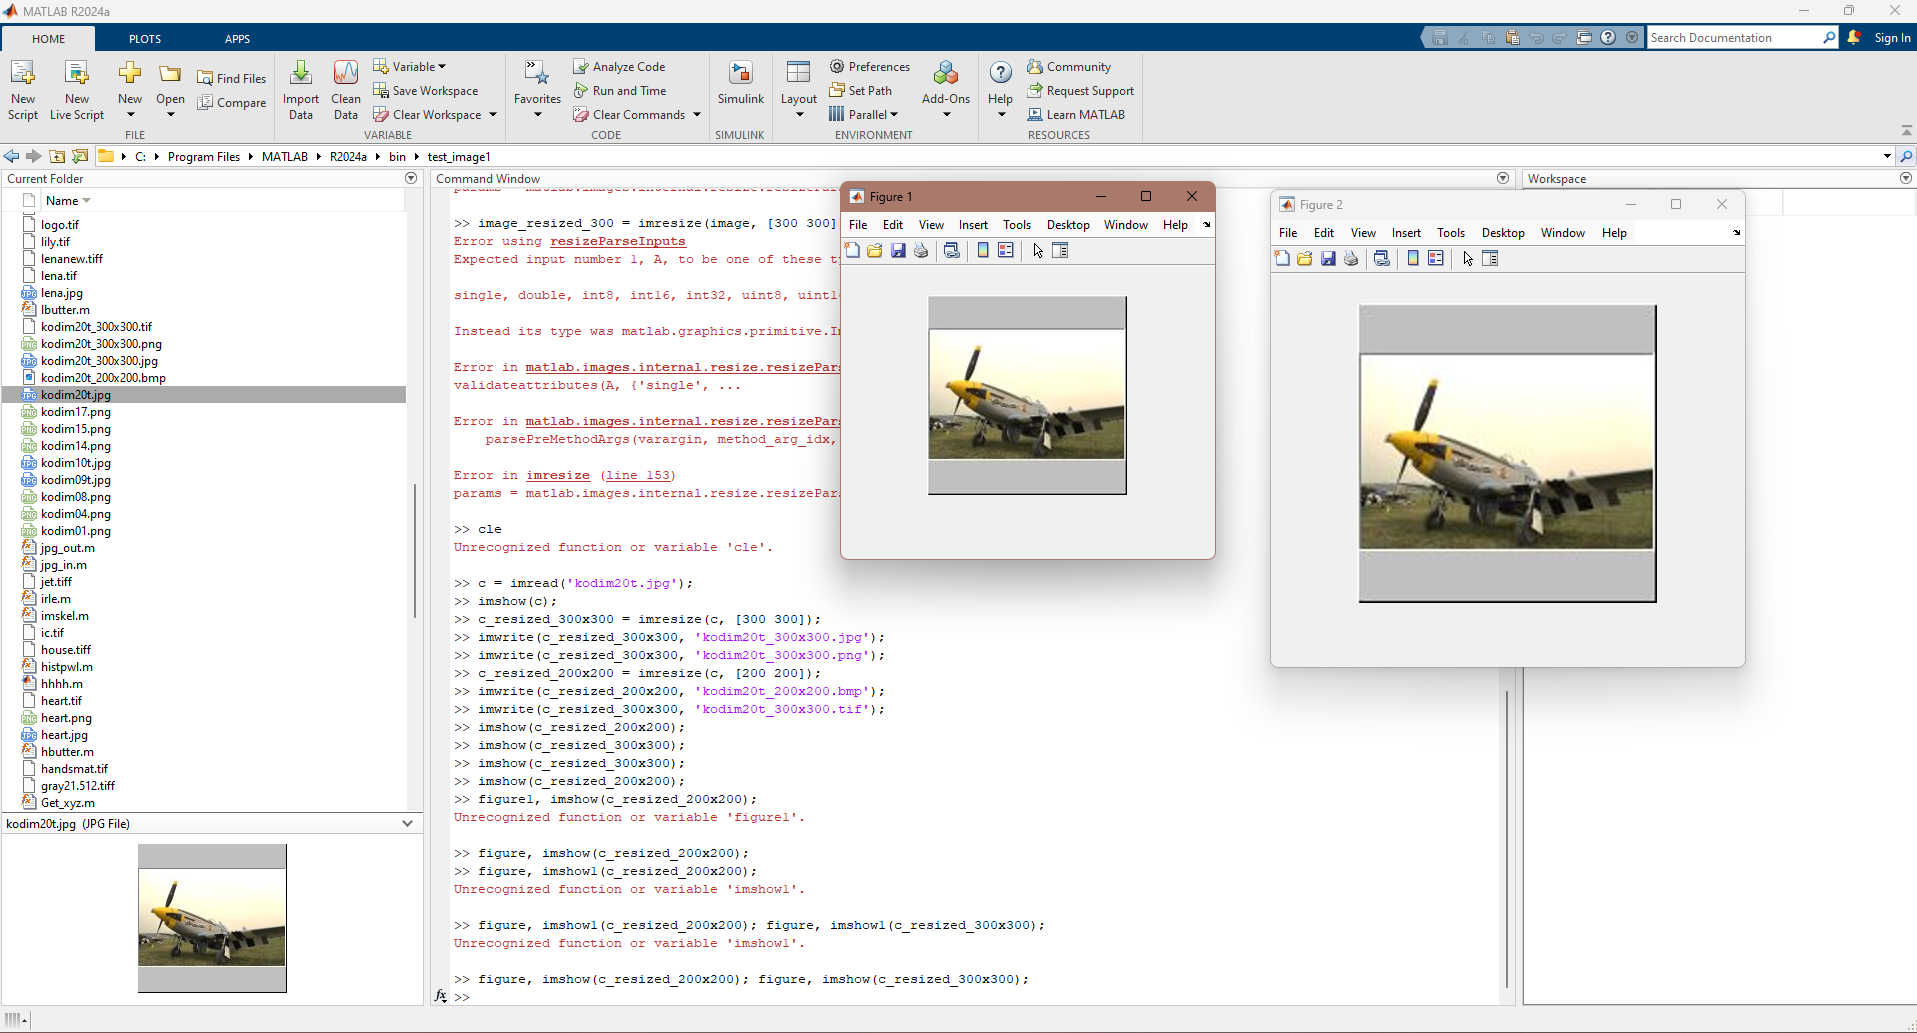 MATLAB R2024a
HOME PLOTS APPS
Search Documentation
Sign In
New Script
New Live Script
New
Open
Find Files
Compare
FILE
Import Data
Clean Data
Variable
Save Workspace
Clear Workspace
VARIABLE
Favorites
Analyze Code
Run and Time
Clear Commands
CODE
Simulink
SIMULINK
Layout
Preferences
Set Path
Parallel
ENVIRONMENT
Add-Ons
Help
Community
Request Support
Learn MATLAB
RESOURCES
C: Program Files MATLAB R2024a bin test_image1
Current Folder
Name
logo.tif
lily.tif
lenanew.tiff
lena.tif
lena.jpg
lbutter.m
kodim20t_300x300.tif
kodim20t_300x300.png
kodim20t_300x300.jpg
kodim20t_200x200.bmp
kodim20t.jpg
kodim17.png
kodim15.png
kodim14.png
kodim10t.jpg
kodim09t.jpg
kodim08.png
kodim04.png
kodim01.png
jpg_out.m
jpg_in.m
jet.tiff
irle.m
imskel.m
ic.tif
house.tiff
histpwl.m
hhhh.m
heart.tif
heart.png
heart.jpg
hbutter.m
handsmat.tif
gray21.512.tiff
Get_xyz.m
kodim20t.jpg (JPG File)
Command Window
>> image_resized_300 = imresize(image, [300 300]
Error using resizeParseInputs
Expected input number 1, A, to be one of these t
single, double, int8, int16, int32, uint8, uint1
Instead its type was matlab.graphics.primitive.I
Error in matlab.images.internal.resize.resizePar
validateattributes(A, {'single', ...
Error in matlab.images.internal.resize.resizePar
parsePreMethodArgs(varargin, method_arg_idx,
Error in imresize (line 153)
params = matlab.images.internal.resize.resizePar
>> cle
Unrecognized function or variable 'cle'.
>> c = imread('kodim20t.jpg');
>> imshow(c);
>> c_resized_300x300 = imresize(c, [300 300]);
>> imwrite(c_resized_300x300, 'kodim20t_300x300.jpg');
>> imwrite(c_resized_300x300, 'kodim20t_300x300.png');
>> c_resized_200x200 = imresize(c, [200 200]);
>> imwrite(c_resized_200x200, 'kodim20t_200x200.bmp');
>> imwrite(c_resized_300x300, 'kodim20t_300x300.tif');
>> imshow(c_resized_200x200);
>> imshow(c_resized_300x300);
>> imshow(c_resized_300x300);
>> imshow(c_resized_200x200);
>> figure1, imshow(c_resized_200x200);
Unrecognized function or variable 'figure1'.
>> figure, imshow(c_resized_200x200);
>> figure, imshow1(c_resized_200x200);
Unrecognized function or variable 'imshow1'.
>> figure, imshow1(c_resized_200x200); figure, imshow1(c_resized_300x300);
Unrecognized function or variable 'imshow1'.
>> figure, imshow(c_resized_200x200); figure, imshow(c_resized_300x300);
fx >>
Figure 1
File Edit View Insert Tools Desktop Window Help
Figure 2
File Edit View Insert Tools Desktop Window Help
Workspace